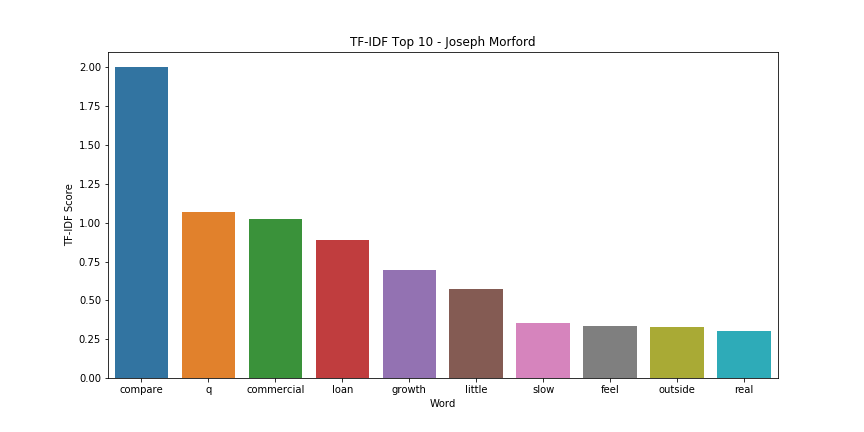 TF-IDF Top 10 - Joseph Morford
TF-IDF Score
2.00
1.75
1.50
1.25
1.00
0.75
0.50
0.25
0.00
compare q commercial loan growth little slow feel outside real
Word